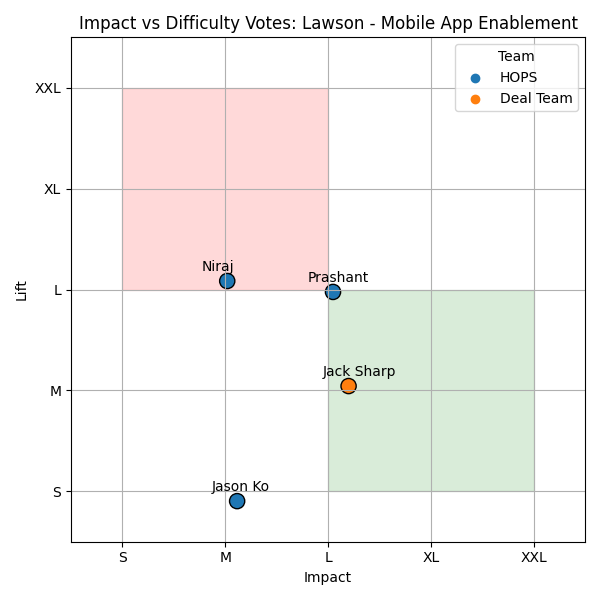 Impact vs Difficulty Votes: Lawson - Mobile App Enablement
Team
HOPS
Deal Team
XXL
XL
L
M
S
Lift
Niraj
Prashant
Jack Sharp
Jason Ko
S
M
L
XL
XXL
Impact